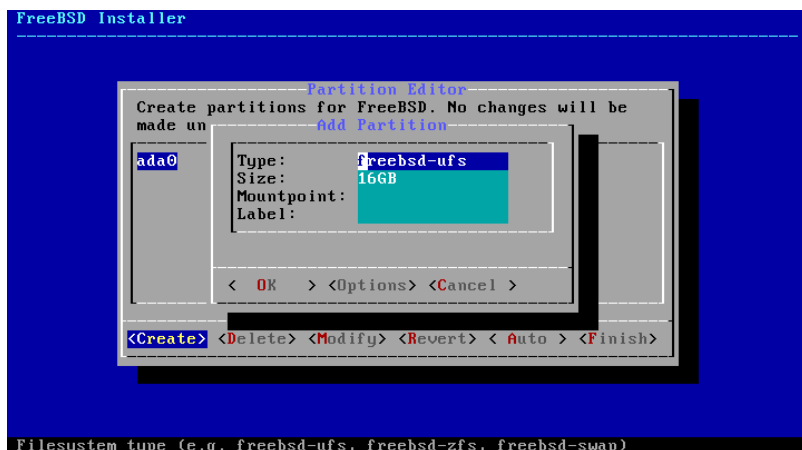 FreeBSD Installer
Partition Editor
Create partitions for FreeBSD. No changes will be
made un
Add Partition
ada0
Type: freebsd-ufs
Size: 16GB
Mountpoint:
Label:
< OK > <Options> <Cancel >
<Create> <Delete> <Modify> <Revert> < Auto > <Finish>
Filesystem type (e.g. freebsd-ufs, freebsd-zfs, freebsd-swap)